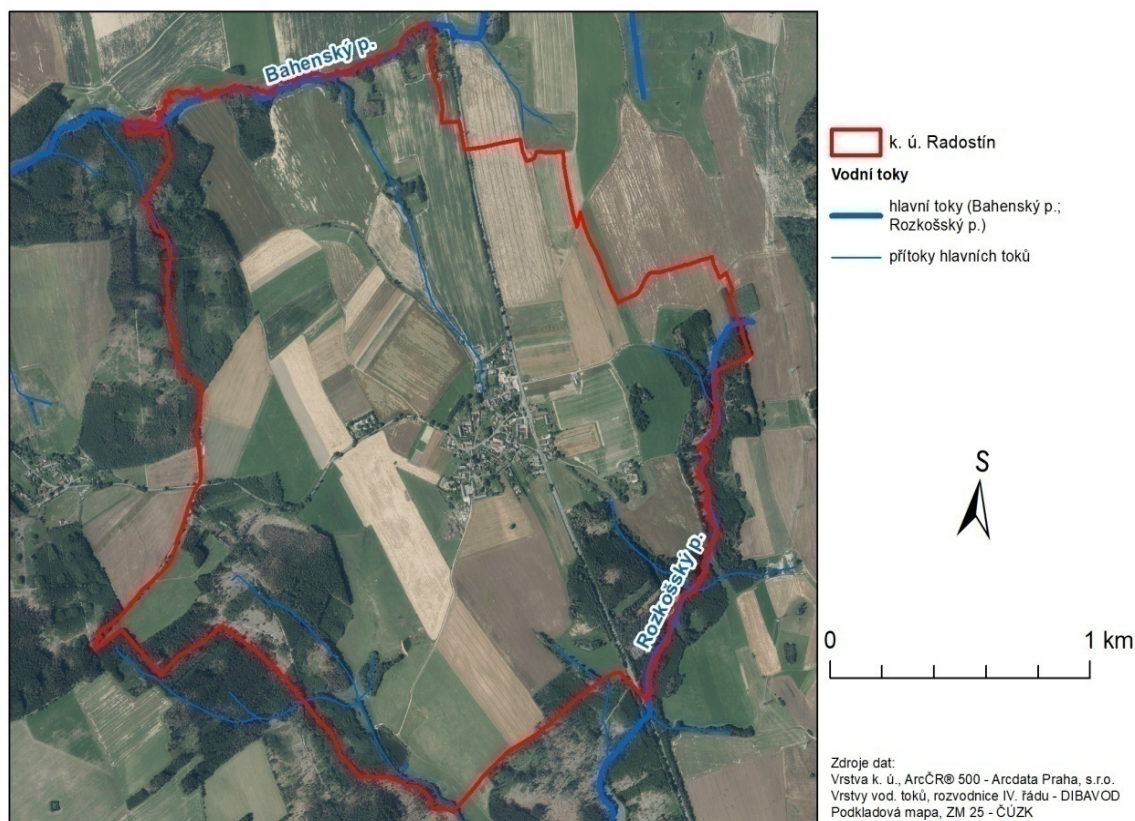 Bahenský p.
Rozkošský p.
k. ú. Radostín
Vodní toky
hlavní toky (Bahenský p.;
Rozkošský p.)
přítoky hlavních toků
S
0 1 km
Zdroje dat:
Vrstva k. ú., ArcČR® 500 - Arcdata Praha, s.r.o.
Vrstvy vod. toků, rozvodnice IV. řádu - DIBAVOD
Podkladová mapa, ZM 25 - ČÚZK